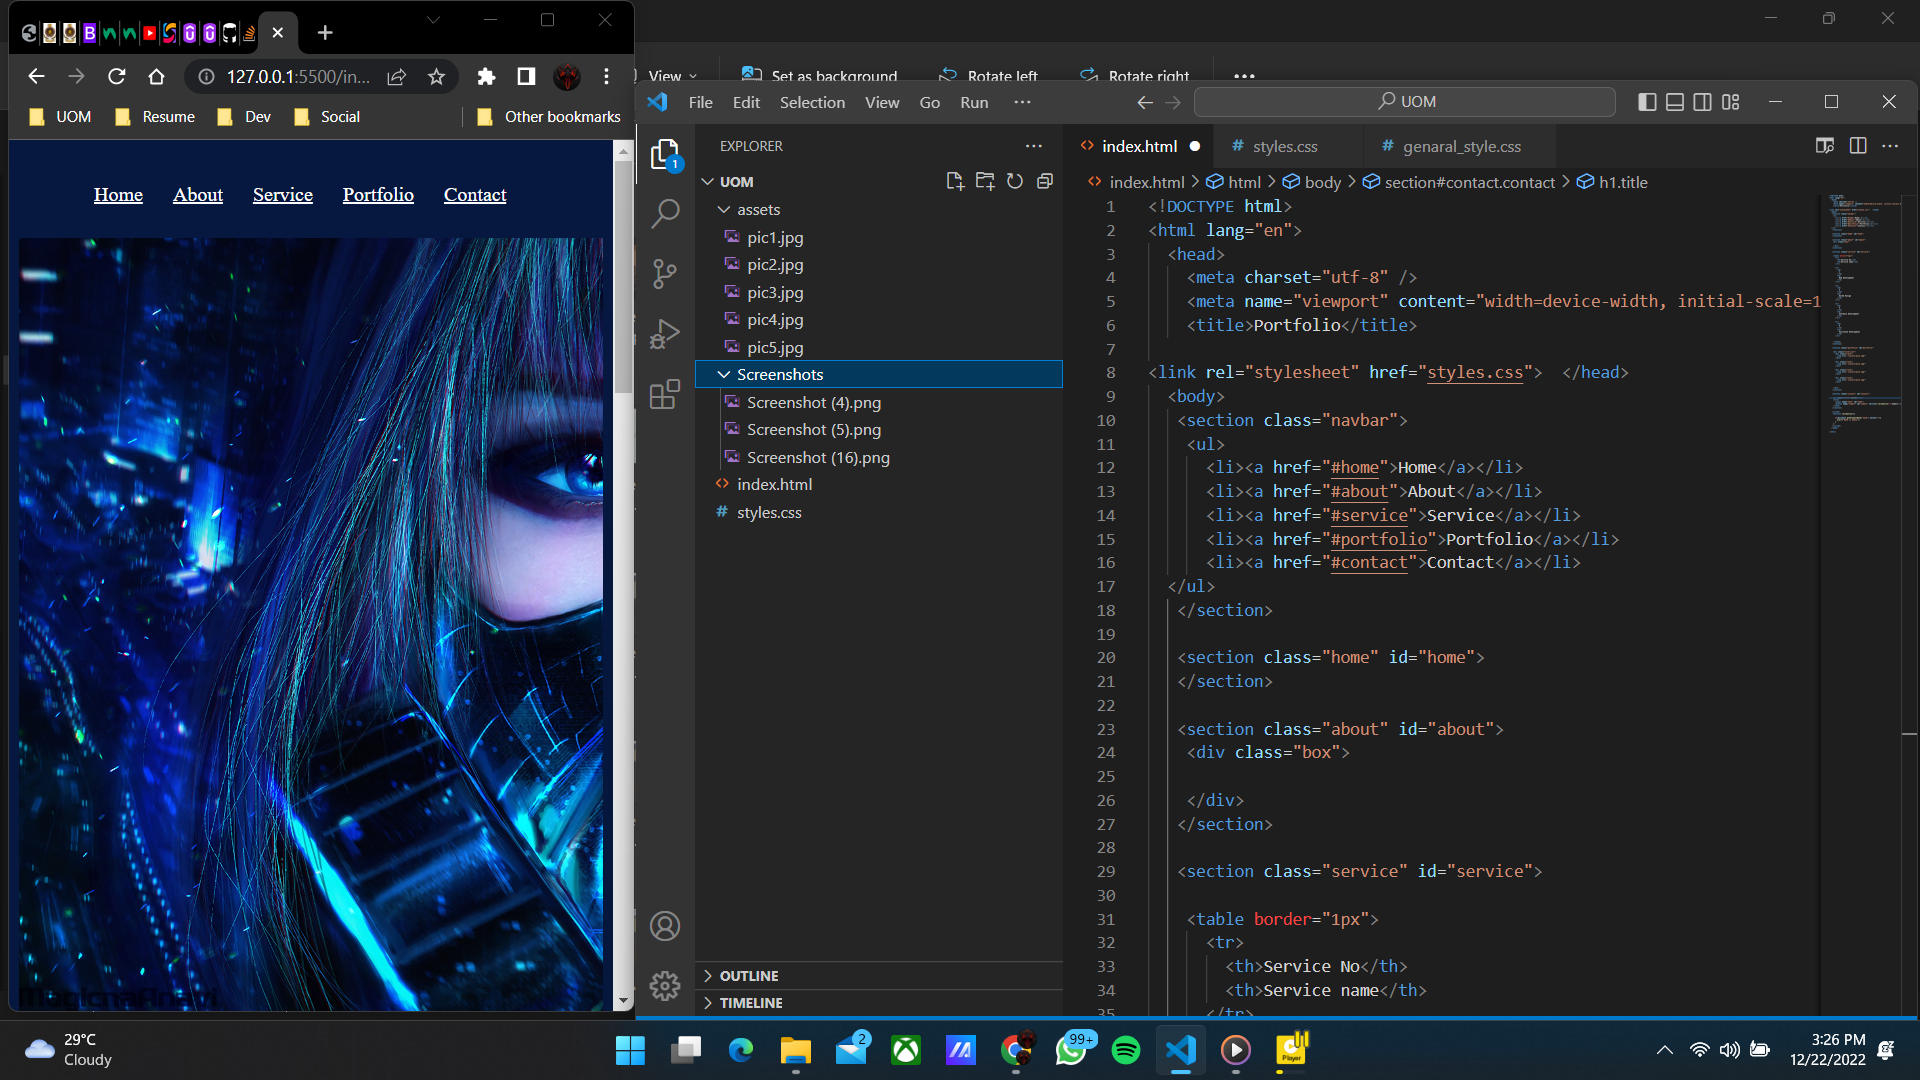 127.0.0.1:5500/in...
UOM
Resume
Dev
Social
Other bookmarks
Home
About
Service
Portfolio
Contact
View
Set as background
Rotate left
Rotate right
File
Edit
Selection
View
Go
Run
UOM
1
EXPLORER
UOM
assets
pic1.jpg
pic2.jpg
pic3.jpg
pic4.jpg
pic5.jpg
Screenshots
Screenshot (4).png
Screenshot (5).png
Screenshot (16).png
index.html
styles.css
OUTLINE
TIMELINE
index.html
styles.css
genaral_style.css
index.html > html > body > section#contact.contact > h1.title
1 <!DOCTYPE html>
2 <html lang="en">
3 <head>
4 <meta charset="utf-8" />
5 <meta name="viewport" content="width=device-width, initial-scale=1
6 <title>Portfolio</title>
7
8 <link rel="stylesheet" href="styles.css"> </head>
9 <body>
10 <section class="navbar">
11 <ul>
12 <li><a href="#home">Home</a></li>
13 <li><a href="#about">About</a></li>
14 <li><a href="#service">Service</a></li>
15 <li><a href="#portfolio">Portfolio</a></li>
16 <li><a href="#contact">Contact</a></li>
17 </ul>
18 </section>
19
20 <section class="home" id="home">
21 </section>
22
23 <section class="about" id="about">
24 <div class="box">
25
26 </div>
27 </section>
28
29 <section class="service" id="service">
30
31 <table border="1px">
32 <tr>
33 <th>Service No</th>
34 <th>Service name</th>
35 </tr>
29°C
Cloudy
2
99+
Player
3:26 PM
12/22/2022